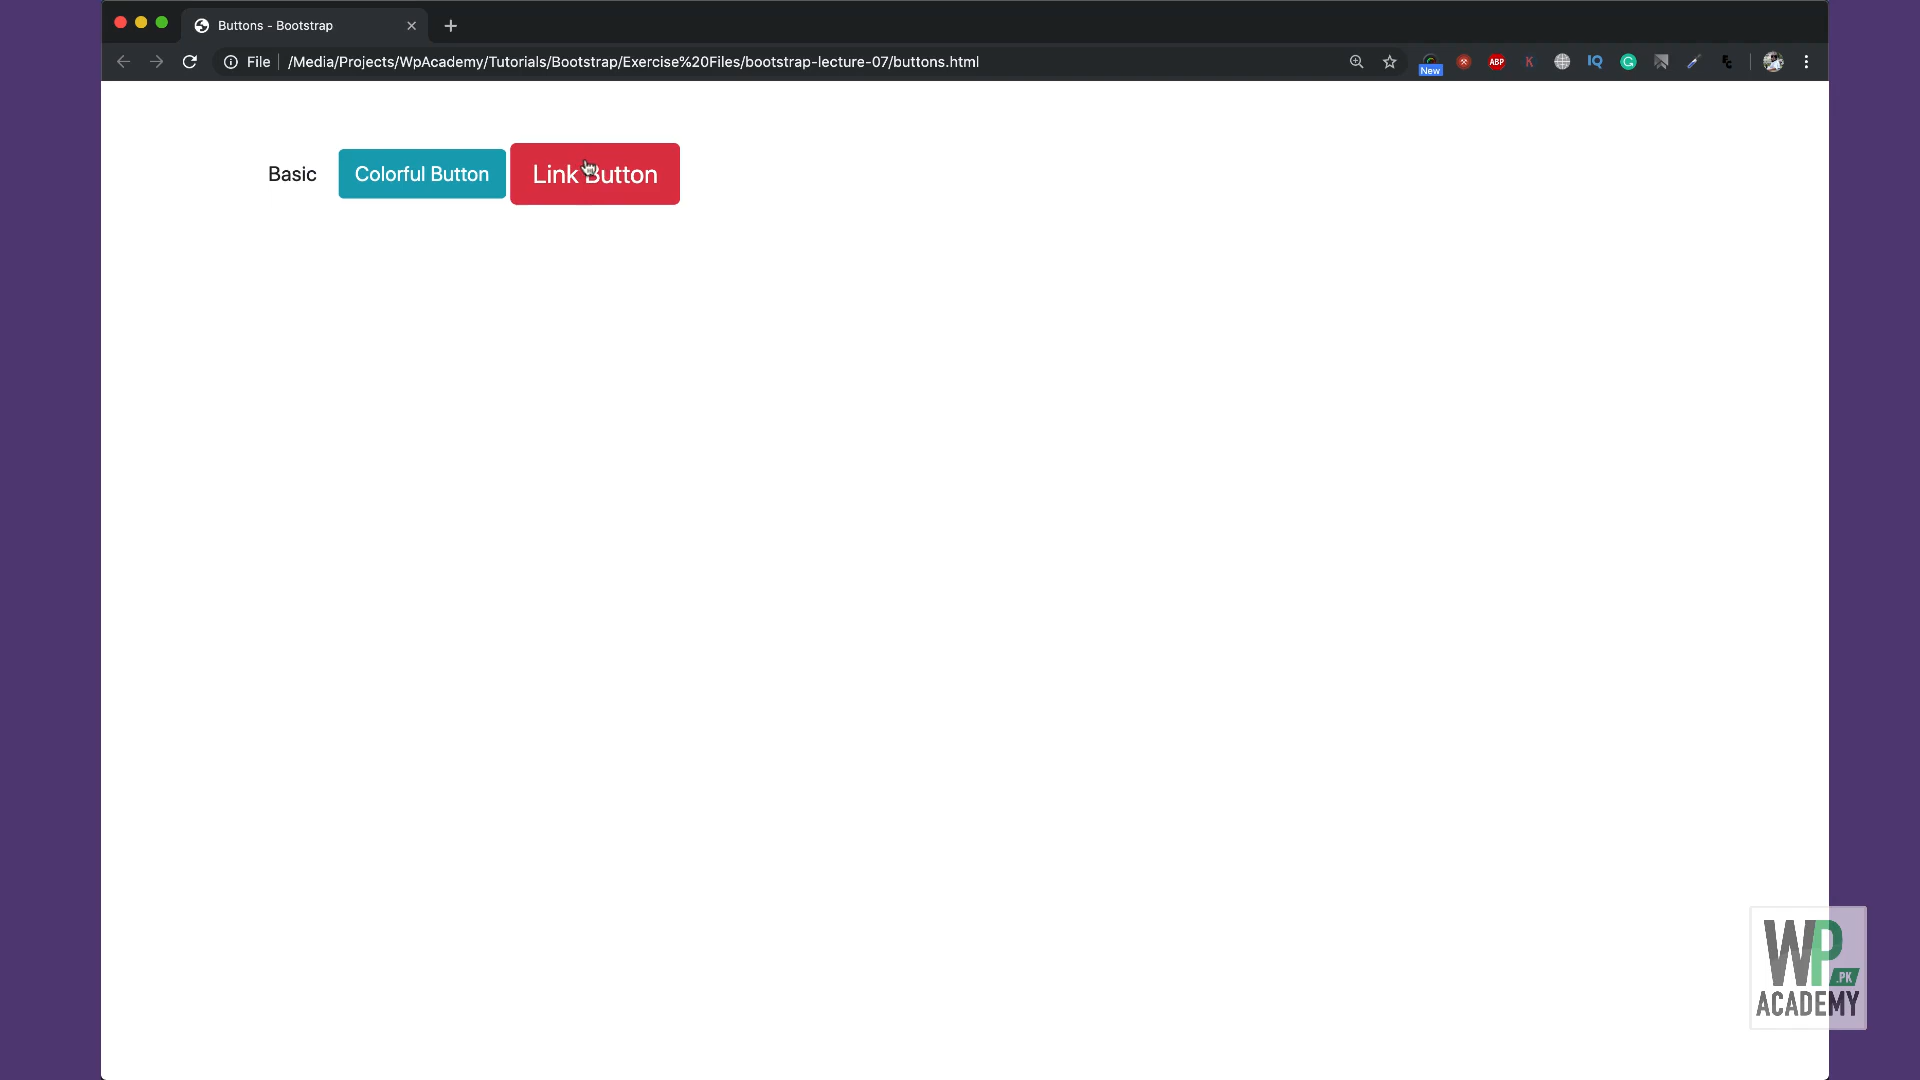 Buttons - Bootstrap
File /Media/Projects/WpAcademy/Tutorials/Bootstrap/Exercise%20Files/bootstrap-lecture-07/buttons.html
New
ABP
K
IQ
G
Basic Colorful Button Link Button
WP
.PK
ACADEMY